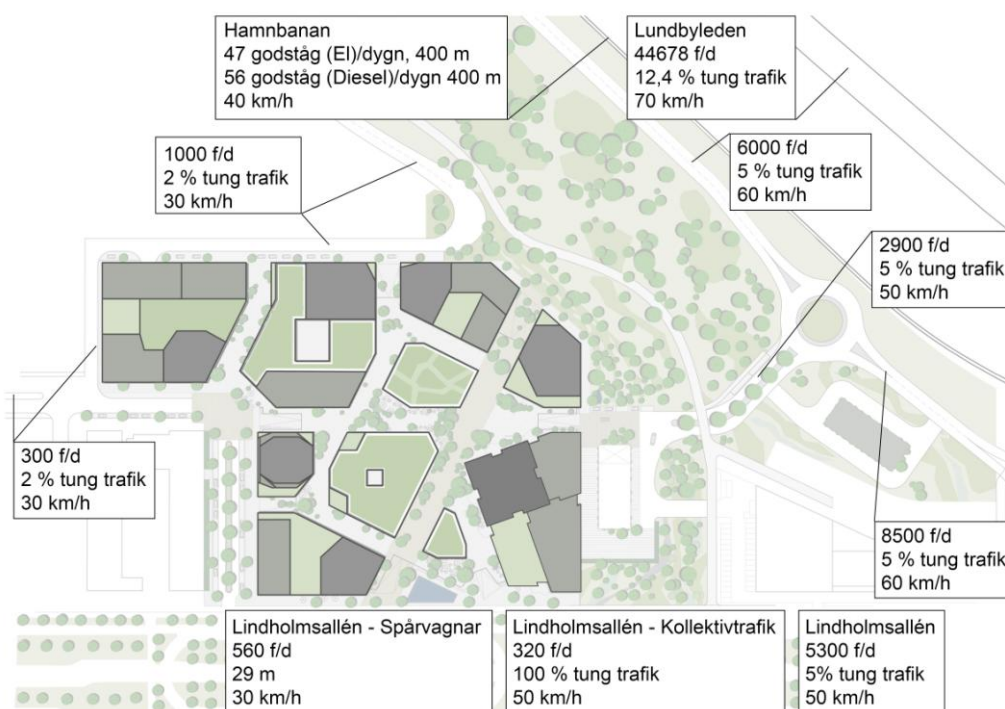 Hamnbanan
47 godståg (El)/dygn, 400 m
56 godståg (Diesel)/dygn 400 m
40 km/h
Lundbyleden
44678 f/d
12,4 % tung trafik
70 km/h
1000 f/d
2 % tung trafik
30 km/h
6000 f/d
5 % tung trafik
60 km/h
2900 f/d
5 % tung trafik
50 km/h
300 f/d
2 % tung trafik
30 km/h
8500 f/d
5 % tung trafik
60 km/h
Lindholmsallén - Spårvagnar
560 f/d
29 m
30 km/h
Lindholmsallén - Kollektivtrafik
320 f/d
100 % tung trafik
50 km/h
Lindholmsallén
5300 f/d
5% tung trafik
50 km/h